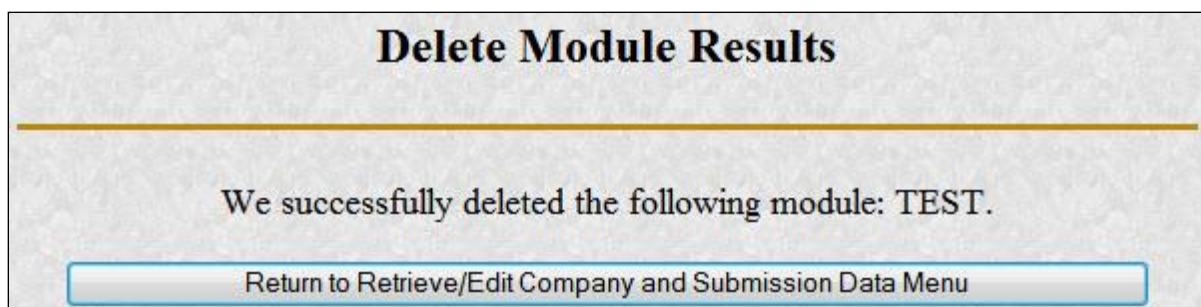 Delete Module Results
We successfully deleted the following module: TEST.
Return to Retrieve/Edit Company and Submission Data Menu